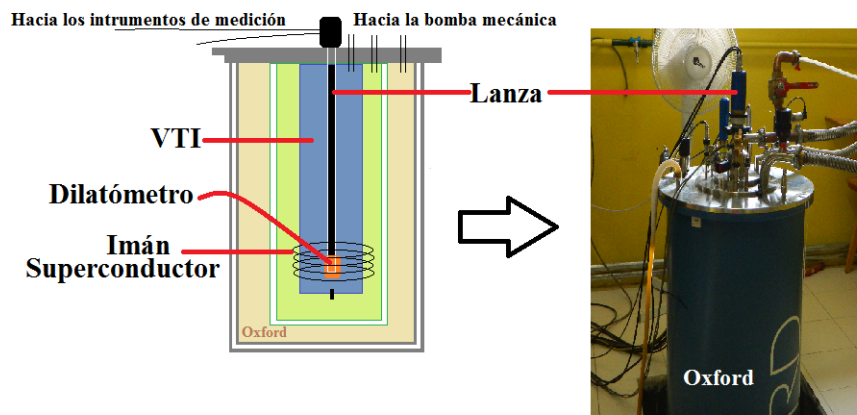 Hacia los intrumentos de medición
Hacia la bomba mecánica
Lanza
VTI
Dilatómetro
Imán
Superconductor
Oxford
Oxford